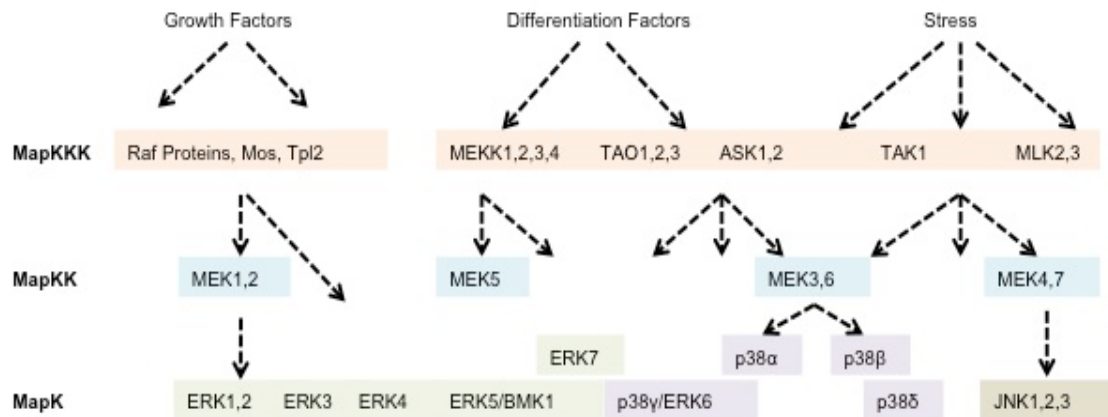 Growth Factors Differentiation Factors Stress
MapKKK Raf Proteins, Mos, Tpl2 MEKK1,2,3,4 TAO1,2,3 ASK1,2 TAK1 MLK2,3
MapKK MEK1,2 MEK5 MEK3,6 MEK4,7
ERK7 p38α p38β
MapK ERK1,2 ERK3 ERK4 ERK5/BMK1 p38γ/ERK6 p38δ JNK1,2,3